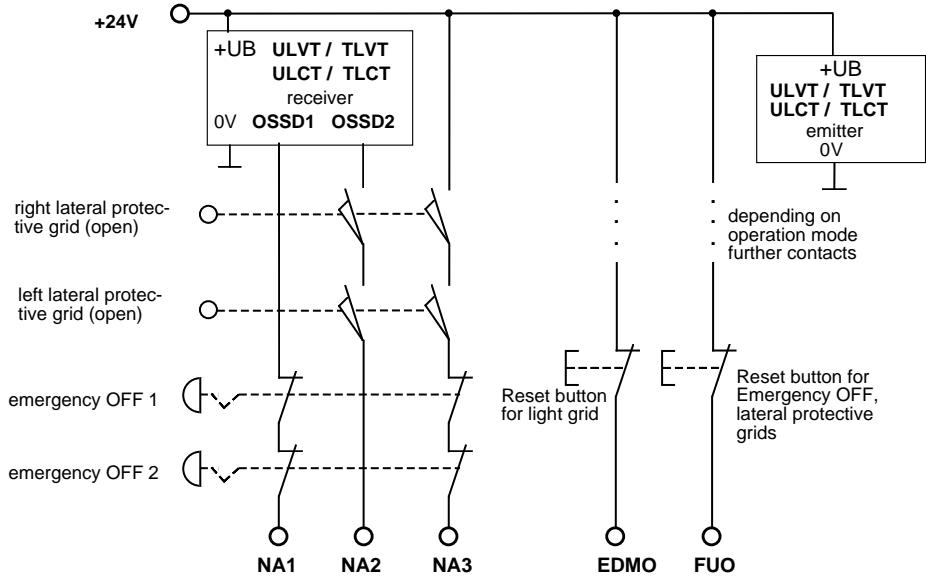 +24V
+UB ULVT / TLVT
ULCT / TLCT
receiver
0V OSSD1 OSSD2
+UB
ULVT / TLVT
ULCT / TLCT
emitter
0V
right lateral protec-
tive grid (open)
depending on
operation mode
further contacts
left lateral protec-
tive grid (open)
emergency OFF 1
Reset button
for light grid
Reset button for
Emergency OFF,
lateral protective
grids
emergency OFF 2
NA1 NA2 NA3 EDMO FUO